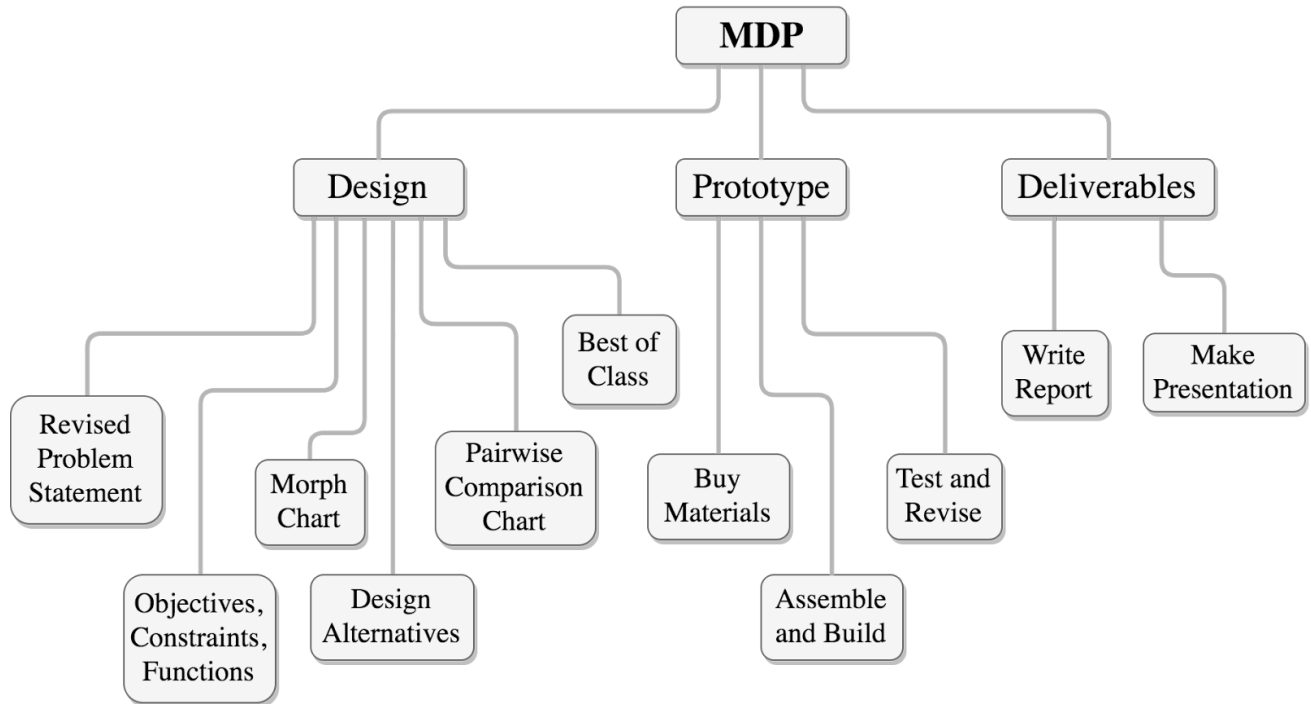 MDP
Design
Prototype
Deliverables
Revised
Problem
Statement
Objectives,
Constraints,
Functions
Morph
Chart
Design
Alternatives
Pairwise
Comparison
Chart
Best of
Class
Buy
Materials
Assemble
and Build
Test and
Revise
Write
Report
Make
Presentation